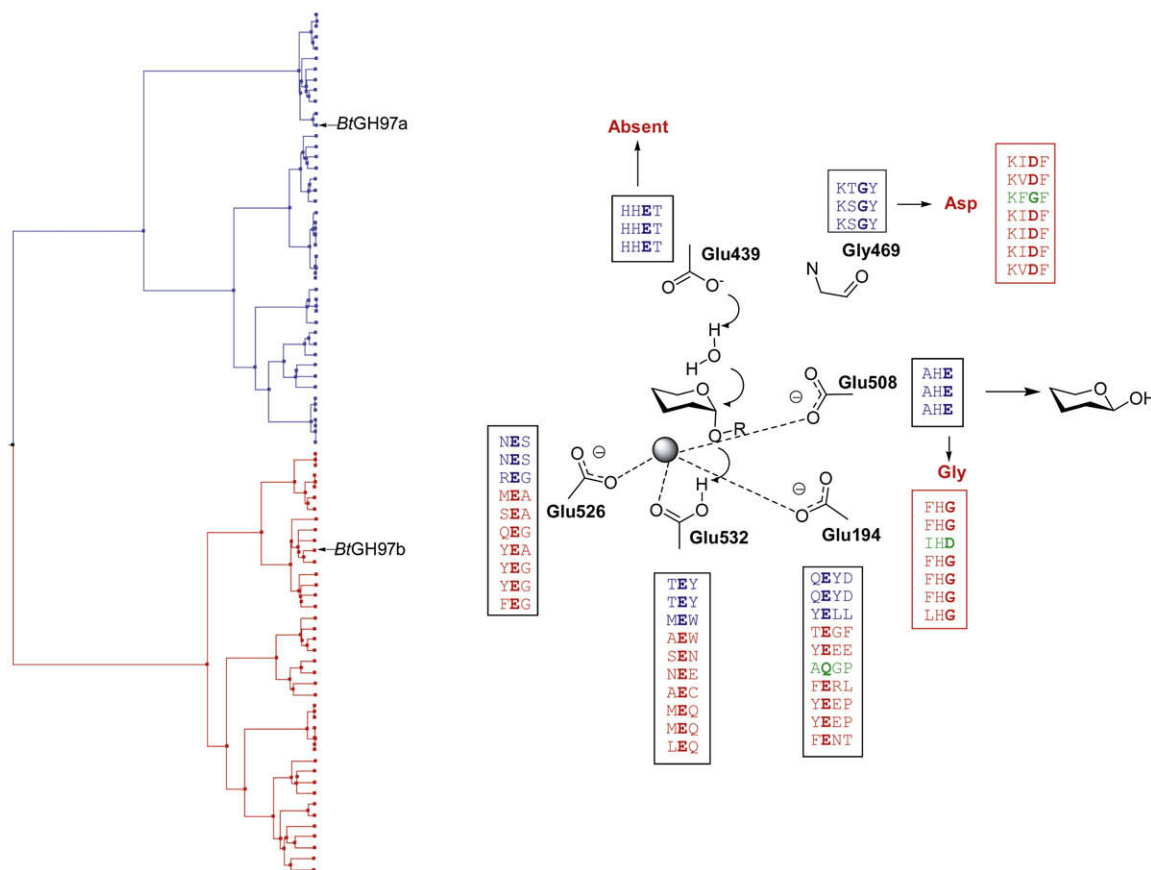 BtGH97a
BtGH97b
Absent
HHET
HHET
HHET
Glu439
KTGY
KSGY
KSGY
Gly469
Asp
KIDF
KVDF
KFGF
KIDF
KIDF
KIDF
KVDF
N
O
O
O-
H
O
H
O
O
R
H
O
O
O
⊖
O
Glu508
AHE
AHE
AHE
O
OH
Gly
FHG
FHG
IHD
FHG
FHG
FHG
LHG
NES
NES
REG
MEA
SEA
QEG
YEA
YEG
YEG
FEG
O
⊖
O
Glu526
Glu532
⊖
O
O
Glu194
TEY
TEY
MEW
AEW
SEN
NEE
AEC
MEQ
MEQ
LEQ
QEYD
QEYD
YELL
TEGF
YEEE
AQGP
FERL
YEEP
YEEP
FENT